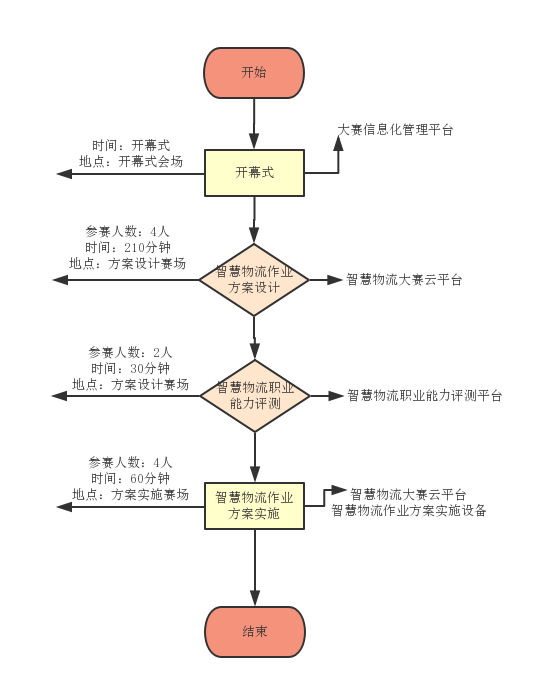 开始
大赛信息化管理平台
时间：开幕式
地点：开幕式会场
开幕式
参赛人数：4人
时间：210分钟
地点：方案设计赛场
智慧物流作业
方案设计
智慧物流大赛云平台
参赛人数：2人
时间：30分钟
地点：方案设计赛场
智慧物流职业
能力评测
智慧物流职业能力评测平台
参赛人数：4人
时间：60分钟
地点：方案实施赛场
智慧物流作业
方案实施
智慧物流大赛云平台
智慧物流作业方案实施设备
结束